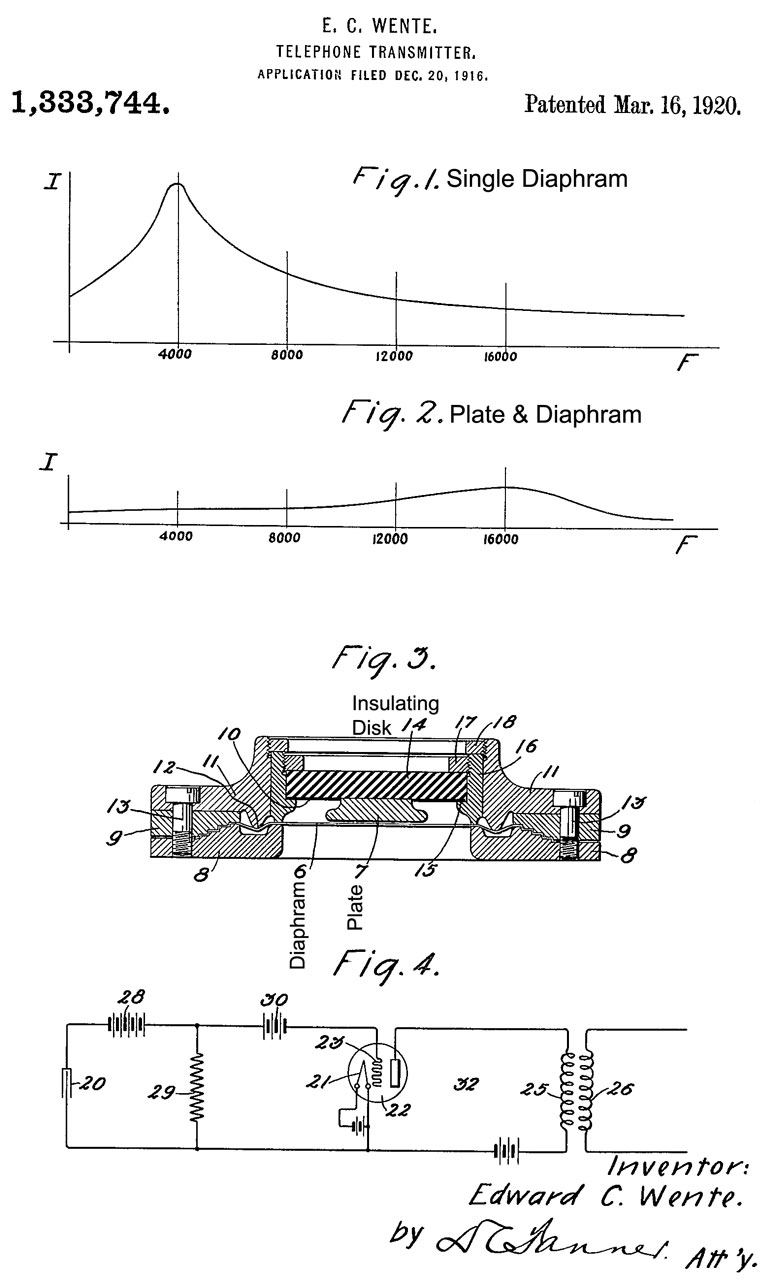 E. C. WENTE.
TELEPHONE TRANSMITTER.
APPLICATION FILED DEC. 20, 1916.
1,333,744. Patented Mar. 16, 1920.
I Fig.1. Single Diaphram
4000 8000 12000 16000 F
Fig. 2. Plate & Diaphram
I
4000 8000 12000 16000 F
Fig. 3.
Insulating
Disk 14 17 18
10 16
11 11
12
13 13
9 9
8 6 7 15 8
Diaphram
Plate
Fig. 4.
28 30
23
20 29 21 22 32 25 26
Inventor:
Edward C. Wente.
by Att'y.